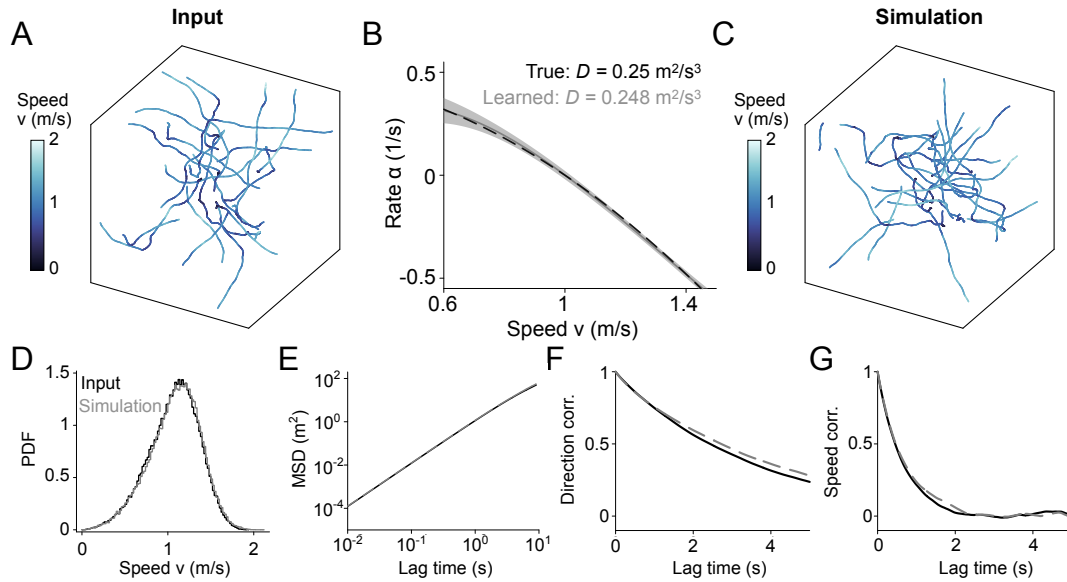 Input
Simulation
A
B
C
Speed
v (m/s)
2
0
Rate α (1/s)
0.5
0
-0.5
True: D = 0.25 m²/s³
Learned: D = 0.248 m²/s³
0.6
1
1.4
Speed v (m/s)
Speed
v (m/s)
2
0
D
E
F
G
PDF
1.5
1
0.5
0
Input
Simulation
0
1
2
Speed v (m/s)
MSD (m²)
10²
10⁰
10⁻²
10⁻⁴
10⁻²
10⁻¹
10⁰
10¹
Lag time (s)
Direction corr.
1
0.5
0
0
2
4
Lag time (s)
Speed corr.
1
0.5
0
0
2
4
Lag time (s)